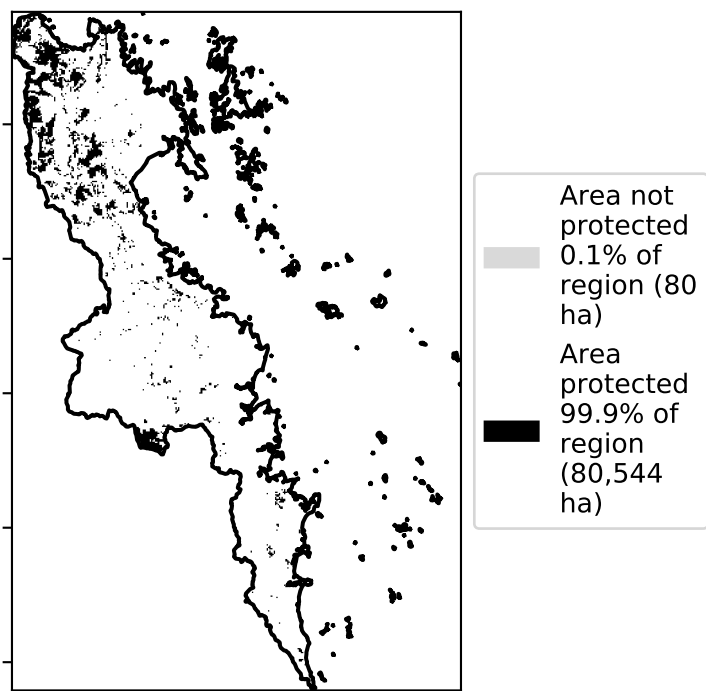 Area not
protected
0.1% of
region (80
ha)
Area
protected
99.9% of
region
(80,544
ha)